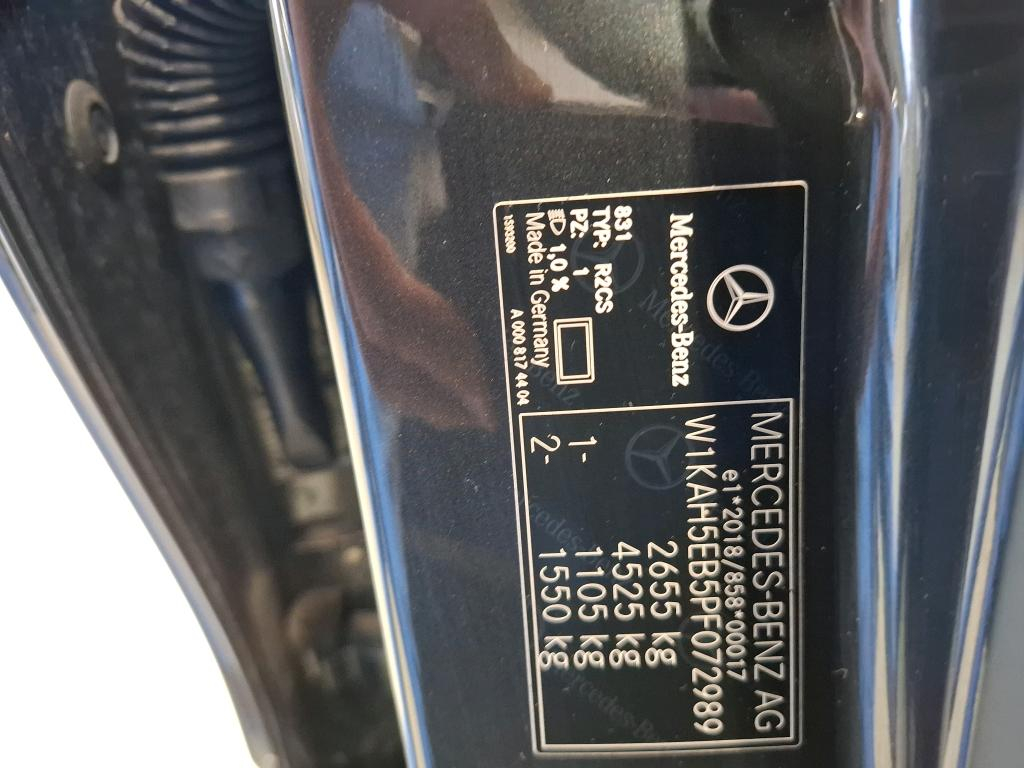 MERCEDES-BENZ AG
e1*2018/858*00017
W1KAH5EB5PF072989
2655 kg
4525 kg
1- 1105 kg
2- 1550 kg
Mercedes-Benz
831
TYP: R2CS
PZ: 1
1,0 %
Made in Germany
A 000 817 44 04